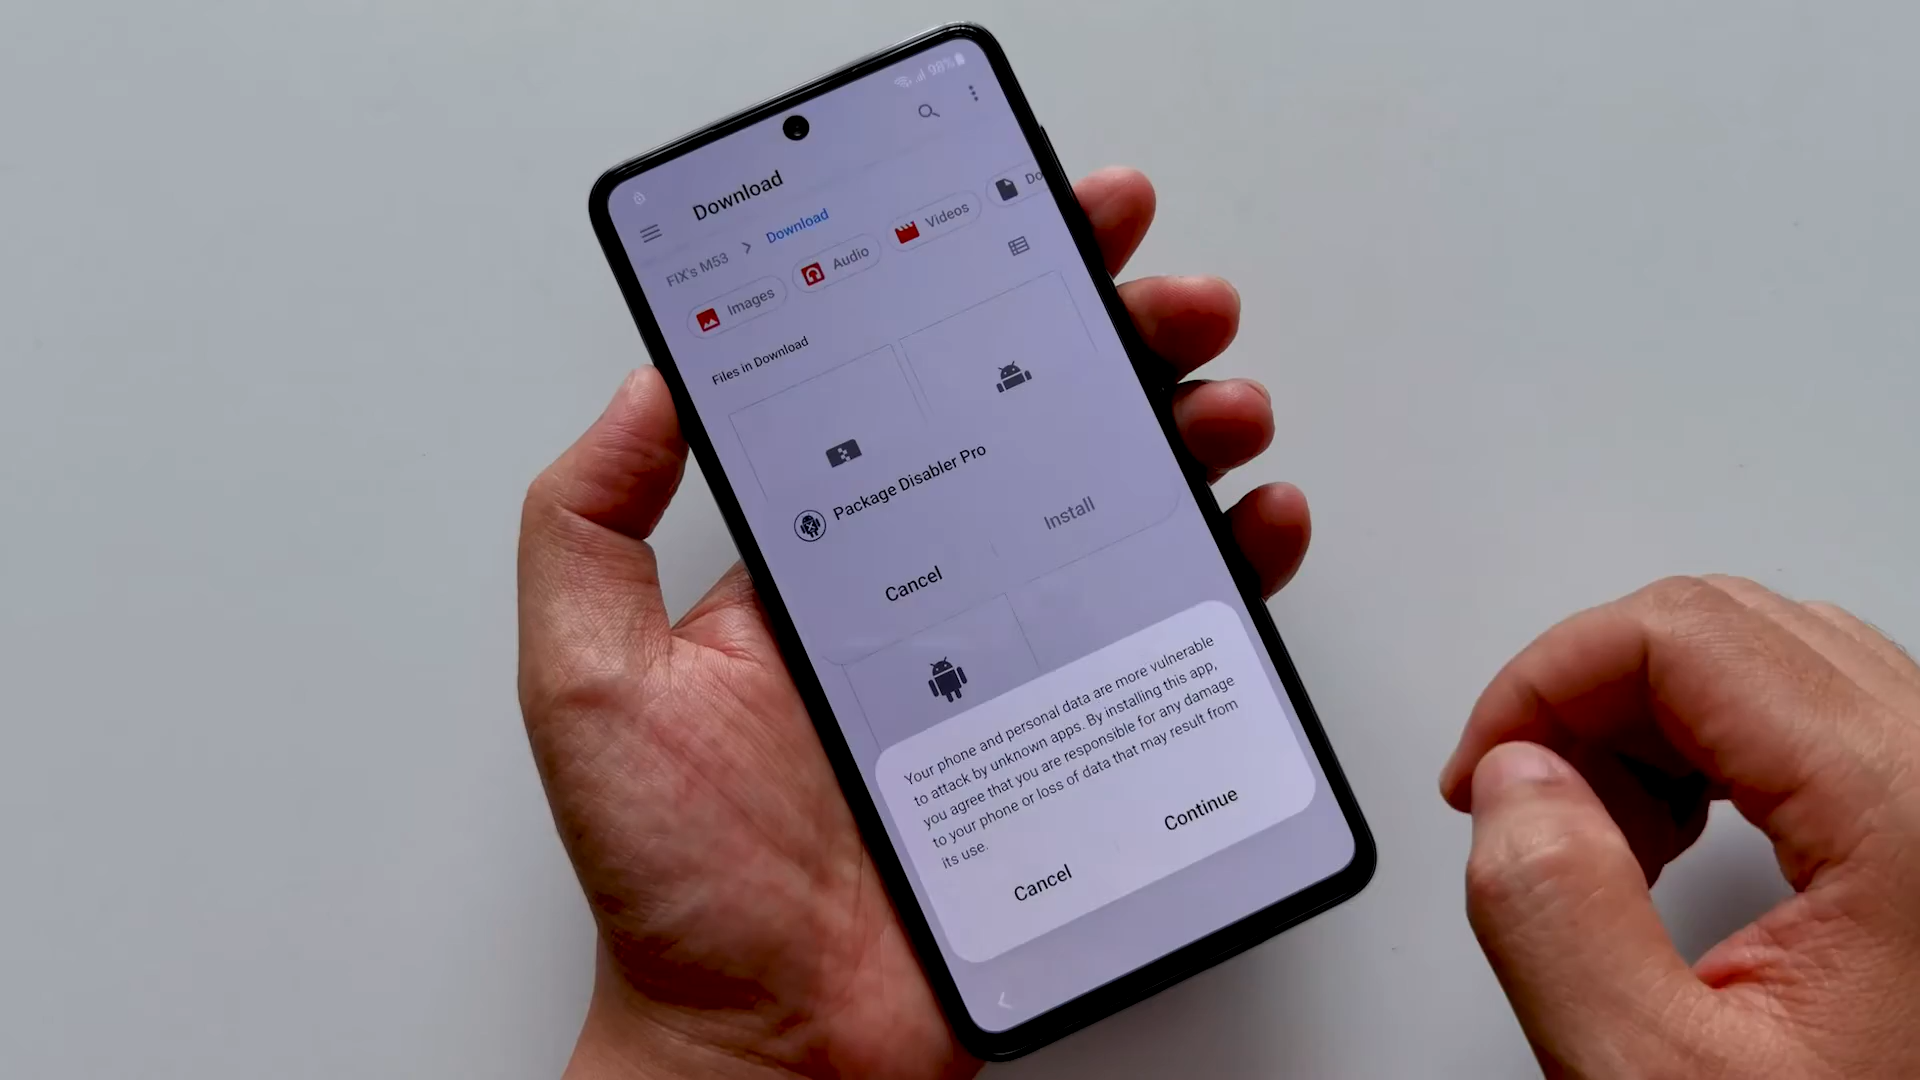 98%
Download
FIX's M53 > Download
Images
Audio
Videos
Do
Files in Download
Package Disabler Pro
Cancel
Install
Your phone and personal data are more vulnerable
to attack by unknown apps. By installing this app,
you agree that you are responsible for any damage
to your phone or loss of data that may result from
its use.
Cancel
Continue